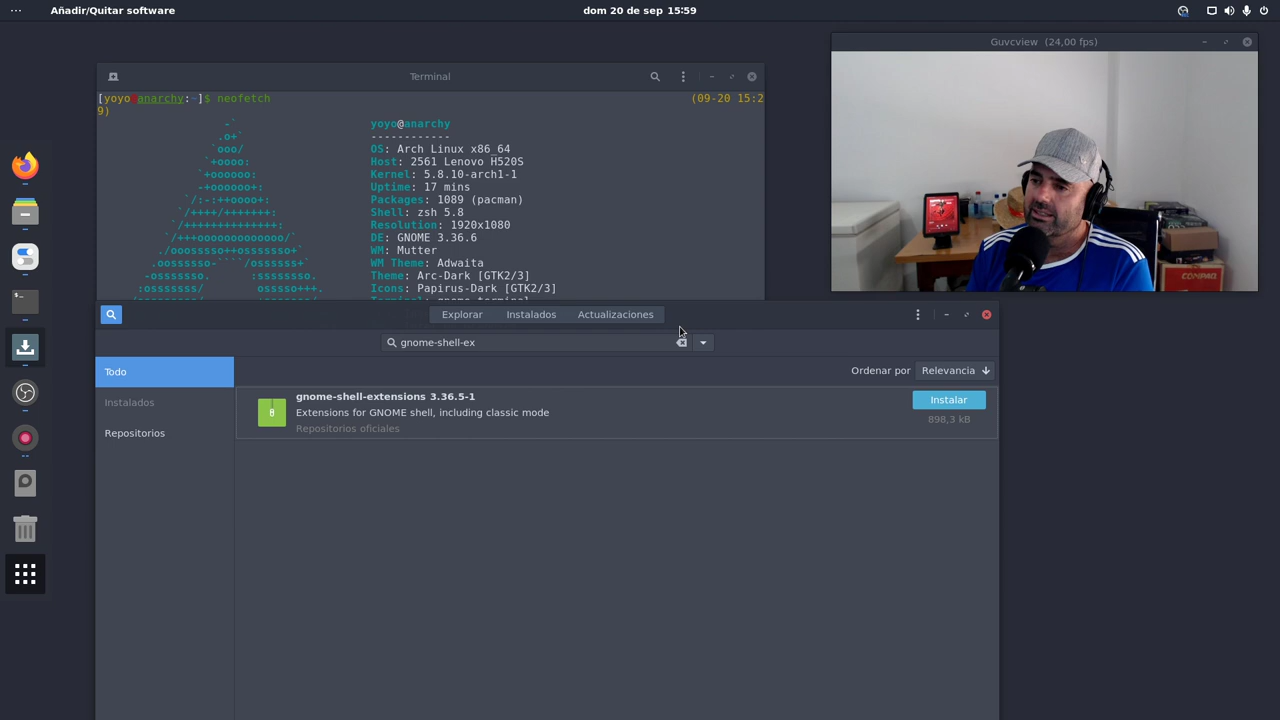 Añadir/Quitar software
dom 20 de sep 15:59
Guvcview (24,00 fps)
Terminal
[yoyo anarchy:~]$ neofetch (09-20 15:2
9)
yoyo@anarchy
------------
OS: Arch Linux x86_64
Host: 2561 Lenovo H520S
Kernel: 5.8.10-arch1-1
Uptime: 17 mins
Packages: 1089 (pacman)
Shell: zsh 5.8
Resolution: 1920x1080
DE: GNOME 3.36.6
WM: Mutter
WM Theme: Adwaita
Theme: Arc-Dark [GTK2/3]
Icons: Papirus-Dark [GTK2/3]
COMPAQ
Explorar Instalados Actualizaciones
gnome-shell-ex
Todo
Ordenar por Relevancia
Instalados
Repositorios
gnome-shell-extensions 3.36.5-1
Extensions for GNOME shell, including classic mode
Repositorios oficiales
Instalar
898,3 kB